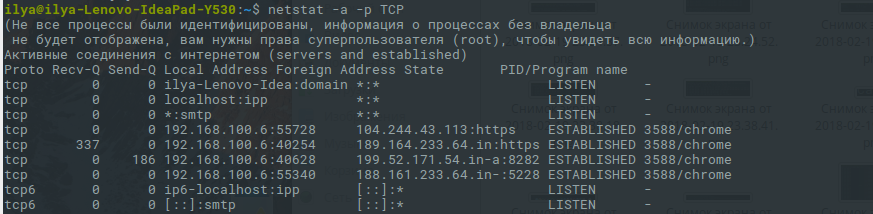 ilya@ilya-Lenovo-IdeaPad-Y530:~$ netstat -a -p TCP
(Не все процессы были идентифицированы, информация о процессах без владельца
не будет отображена, вам нужны права суперпользователя (root), чтобы увидеть всю информацию.)
Активные соединения с интернетом (servers and established)
Proto Recv-Q Send-Q Local Address Foreign Address State PID/Program name
tcp 0 0 ilya-Lenovo-Idea:domain *:* LISTEN -
tcp 0 0 localhost:ipp *:* LISTEN -
tcp 0 0 *:smtp *:* LISTEN -
tcp 0 0 192.168.100.6:55728 104.244.43.113:https ESTABLISHED 3588/chrome
tcp 337 0 192.168.100.6:40254 189.164.233.64.in:https ESTABLISHED 3588/chrome
tcp 0 186 192.168.100.6:40628 199.52.171.54.in-a:8282 ESTABLISHED 3588/chrome
tcp 0 0 192.168.100.6:55340 188.161.233.64.in-:5228 ESTABLISHED 3588/chrome
tcp6 0 0 ip6-localhost:ipp [::]:* LISTEN -
tcp6 0 0 [::]:smtp [::]:* LISTEN -